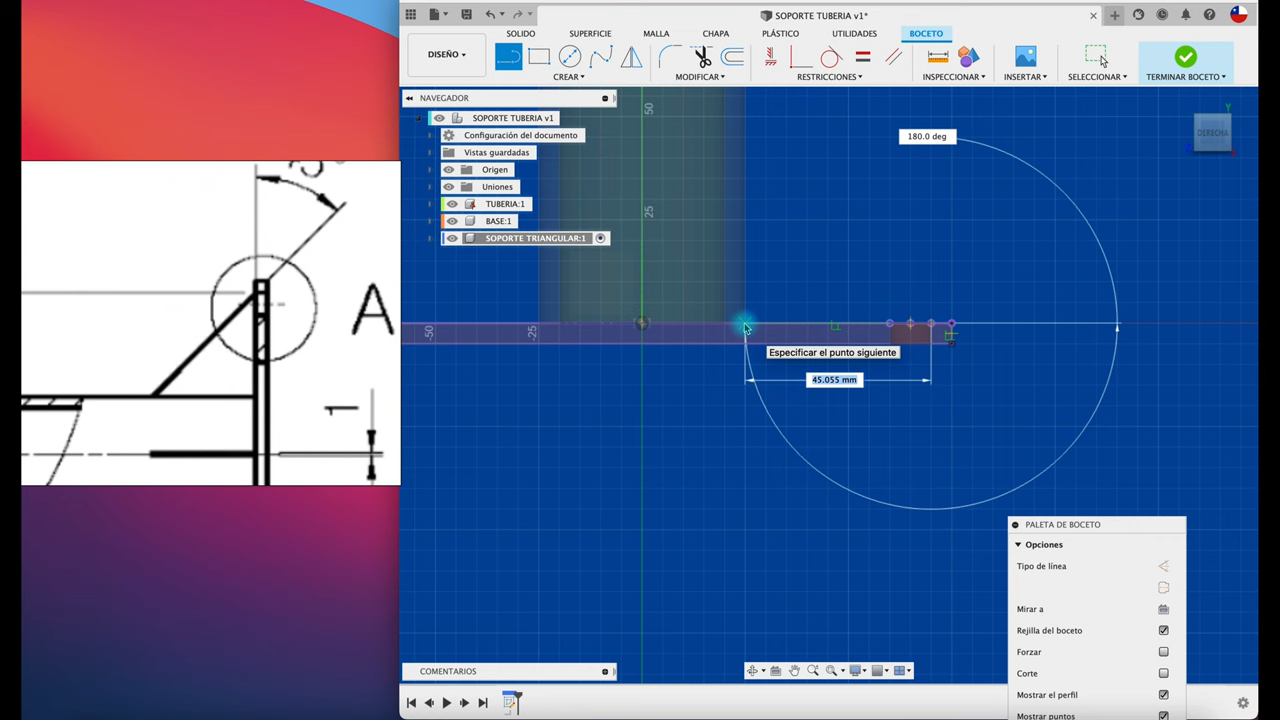 SOPORTE TUBERIA v1*
DISEÑO
SOLIDO
SUPERFICIE
MALLA
CHAPA
PLÁSTICO
UTILIDADES
BOCETO
CREAR
MODIFICAR
RESTRICCIONES
INSPECCIONAR
INSERTAR
SELECCIONAR
TERMINAR BOCETO
NAVEGADOR
SOPORTE TUBERIA v1
Configuración del documento
Vistas guardadas
Origen
Uniones
TUBERIA:1
BASE:1
SOPORTE TRIANGULAR:1
50
25
-50
-25
180.0 deg
DERECHA
Y
Especificar el punto siguiente
45.055 mm
A
1
PALETA DE BOCETO
Opciones
Tipo de línea
Mirar a
Rejilla del boceto
Forzar
Corte
Mostrar el perfil
Mostrar puntos
COMENTARIOS